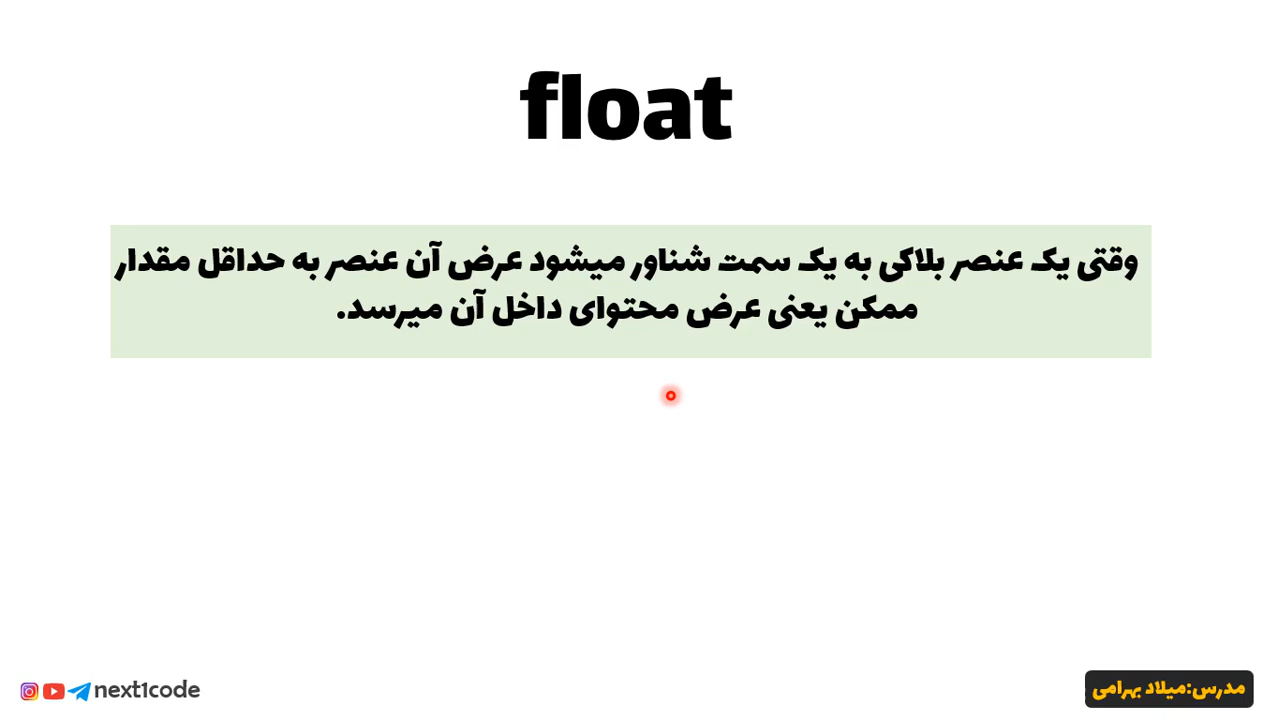 float
وقتی یک عنصر بلاکی به یک سمت شناور میشود عرض آن عنصر به حداقل مقدار
ممکن یعنی عرض محتوای داخل آن میرسد.
next1code
مدرس:میلاد بهرامی